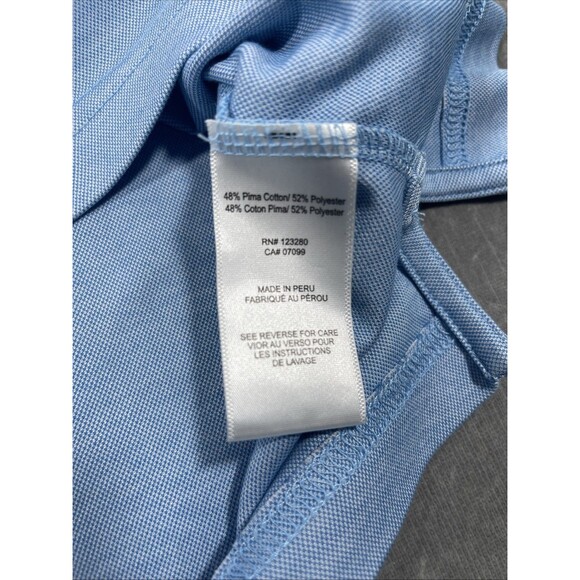 48% Pima Cotton/ 52% Polyester
48% Coton Pima/ 52% Polyester
RN# 123280
CA# 07099
MADE IN PERU
FABRIQUÉ AU PÉROU
SEE REVERSE FOR CARE
VIOR AU VERSO POUR
LES INSTRUCTIONS
DE LAVAGE